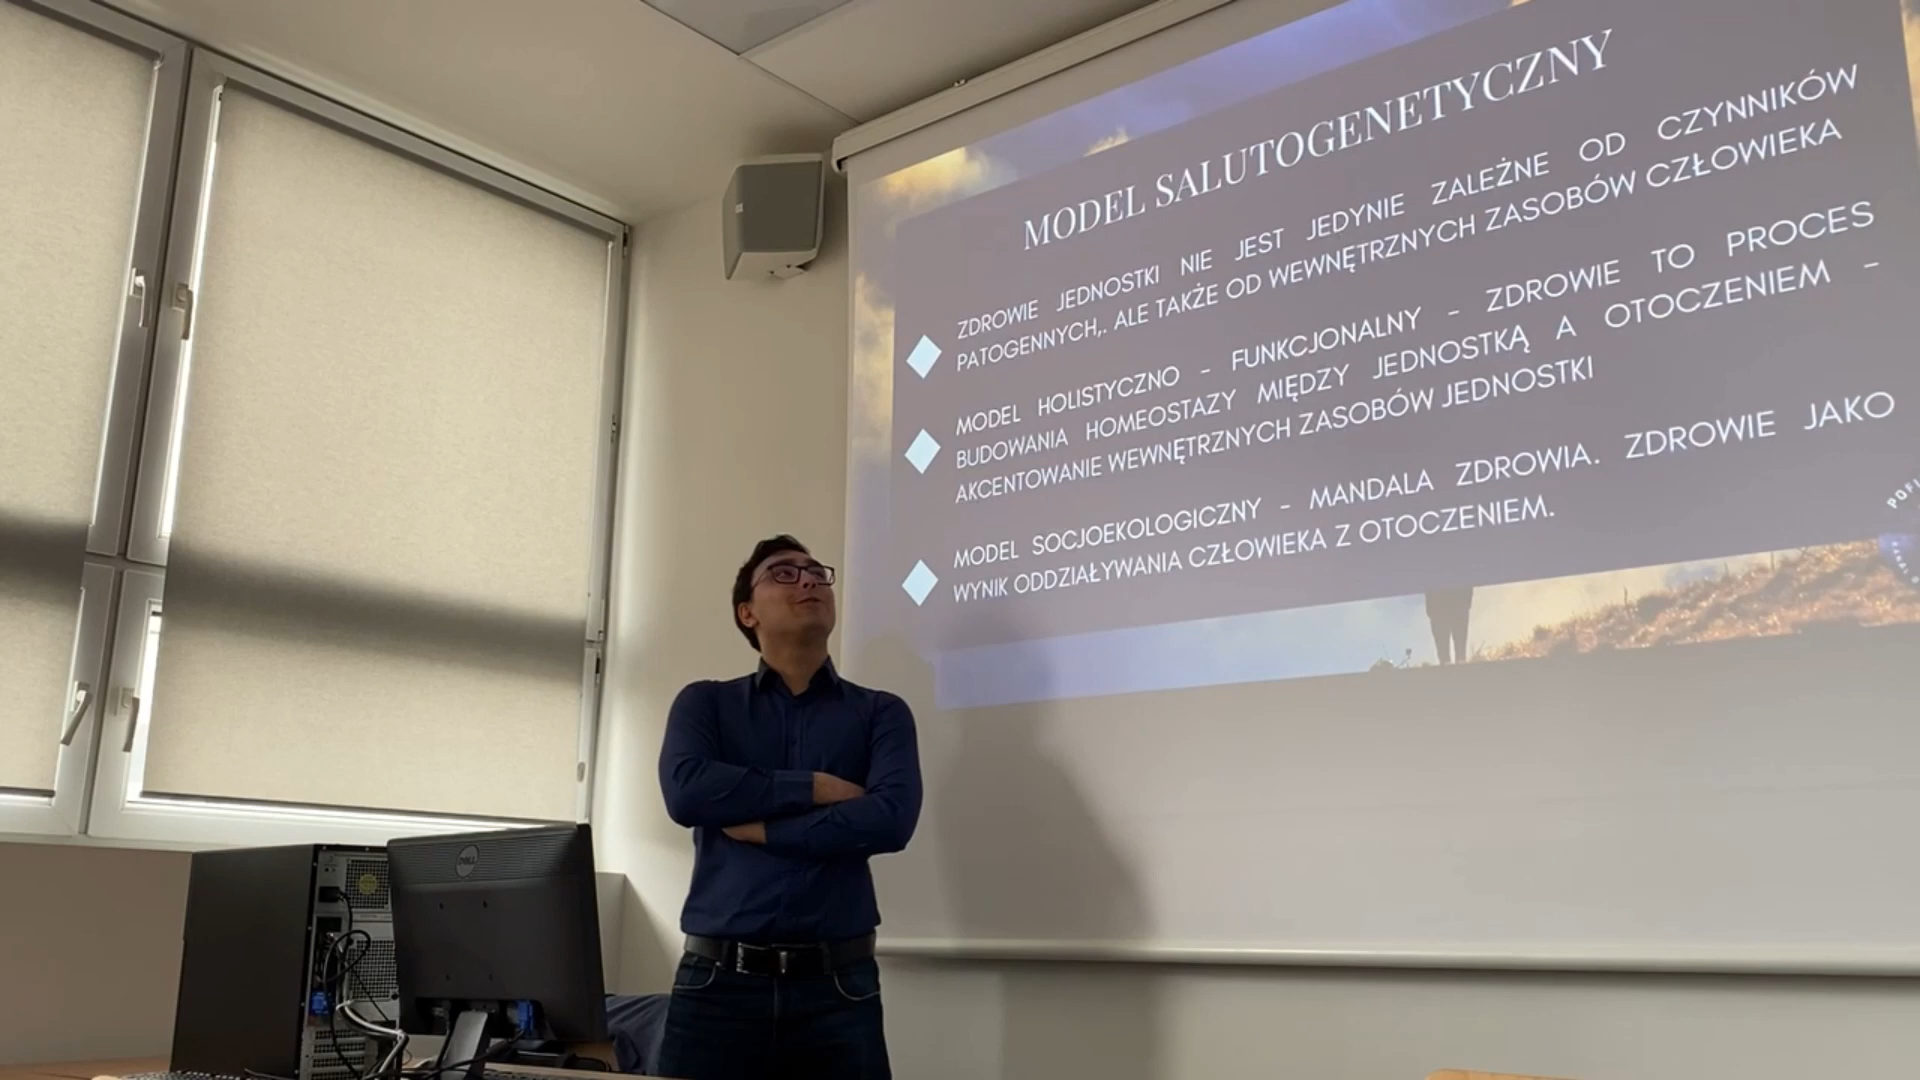 MODEL SALUTOGENETYCZNY
ZDROWIE JEDNOSTKI NIE JEST JEDYNIE ZALEŻNE OD CZYNNIKÓW
PATOGENNYCH,. ALE TAKŻE OD WEWNĘTRZNYCH ZASOBÓW CZŁOWIEKA
MODEL HOLISTYCZNO - FUNKCJONALNY - ZDROWIE TO PROCES
BUDOWANIA HOMEOSTAZY MIĘDZY JEDNOSTKĄ A OTOCZENIEM -
AKCENTOWANIE WEWNĘTRZNYCH ZASOBÓW JEDNOSTKI
MODEL SOCJOEKOLOGICZNY - MANDALA ZDROWIA. ZDROWIE JAKO
WYNIK ODDZIAŁYWANIA CZŁOWIEKA Z OTOCZENIEM.
DELL